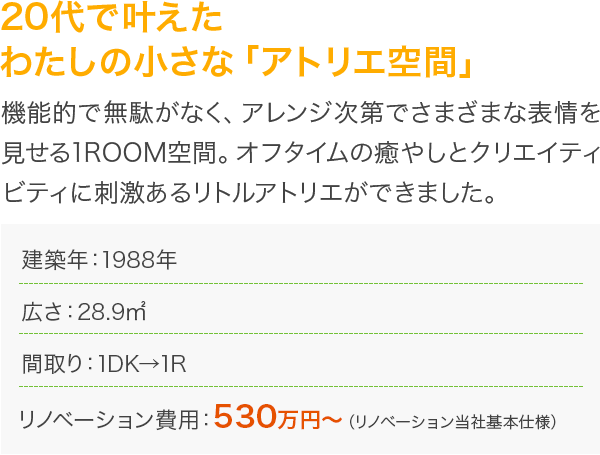 20代で叶えた
わたしの小さな「アトリエ空間」
機能的で無駄がなく、アレンジ次第でさまざまな表情を
見せる1ROOM空間。オフタイムの癒やしとクリエイティ
ビティに刺激あるリトルアトリエができました。
建築年：1988年
広さ：28.9㎡
間取り：1DK→1R
リノベーション費用：530万円〜（リノベーション当社基本仕様）